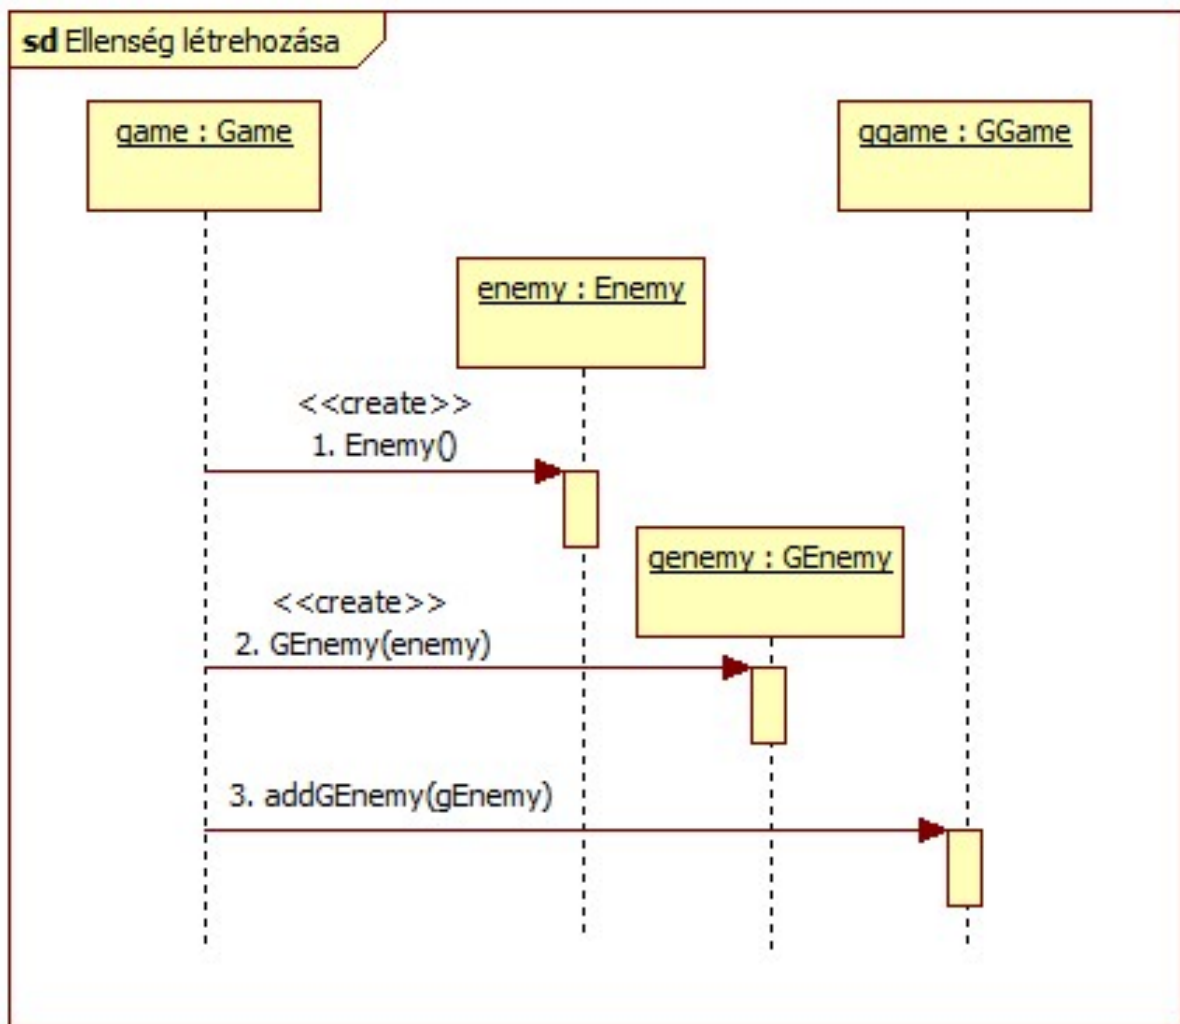 sd Ellenség létrehozása
game : Game
ggame : GGame
enemy : Enemy
<<create>>
1. Enemy()
genemy : GEnemy
<<create>>
2. GEnemy(enemy)
3. addGEnemy(gEnemy)